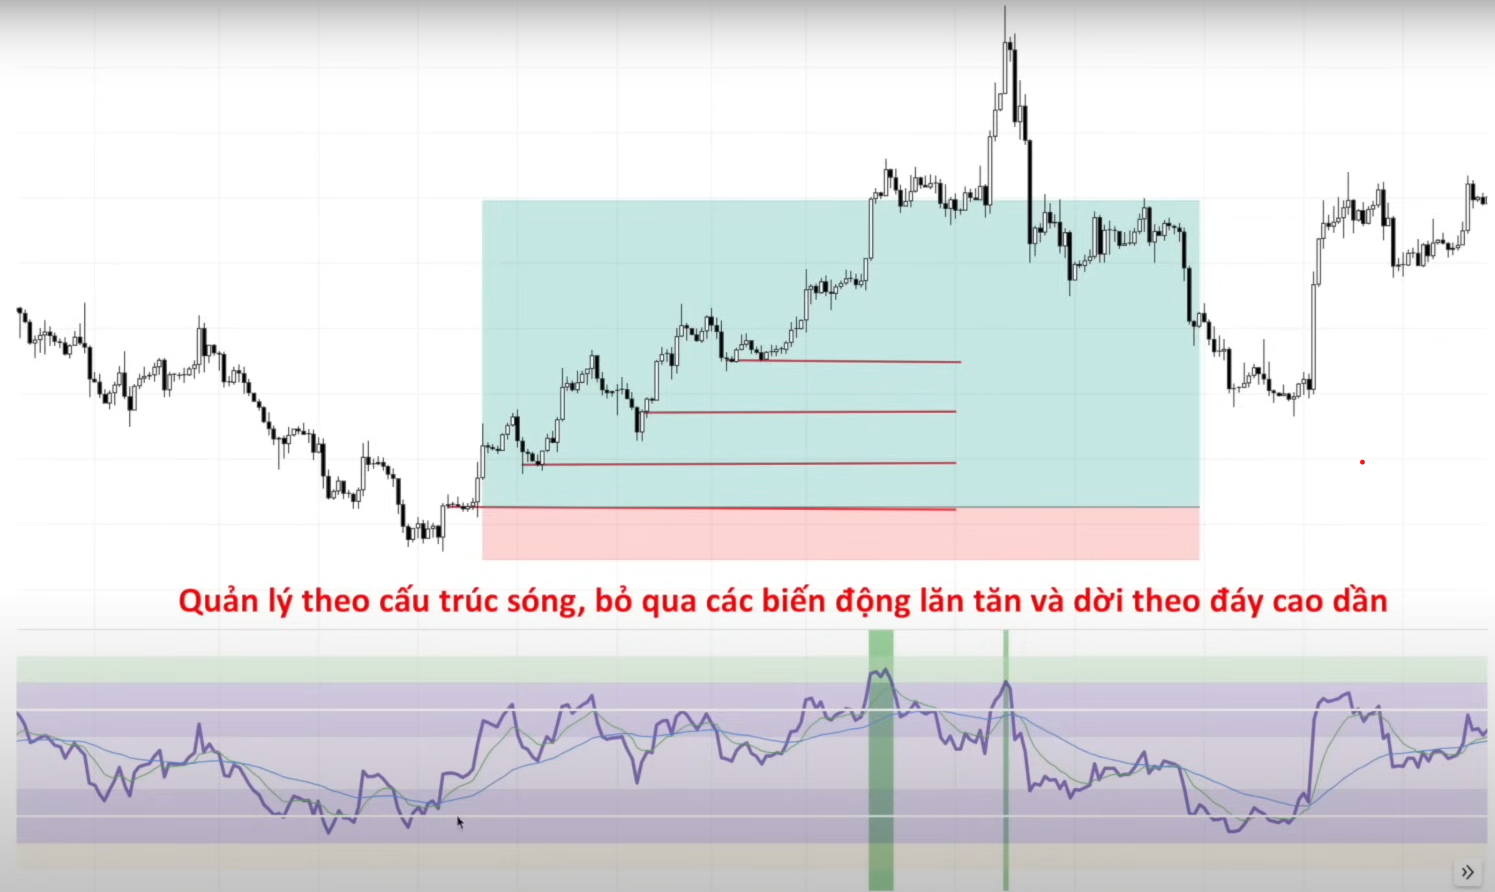 Quản lý theo cấu trúc sóng, bỏ qua các biến động lăn tăn và dời theo đáy cao dần